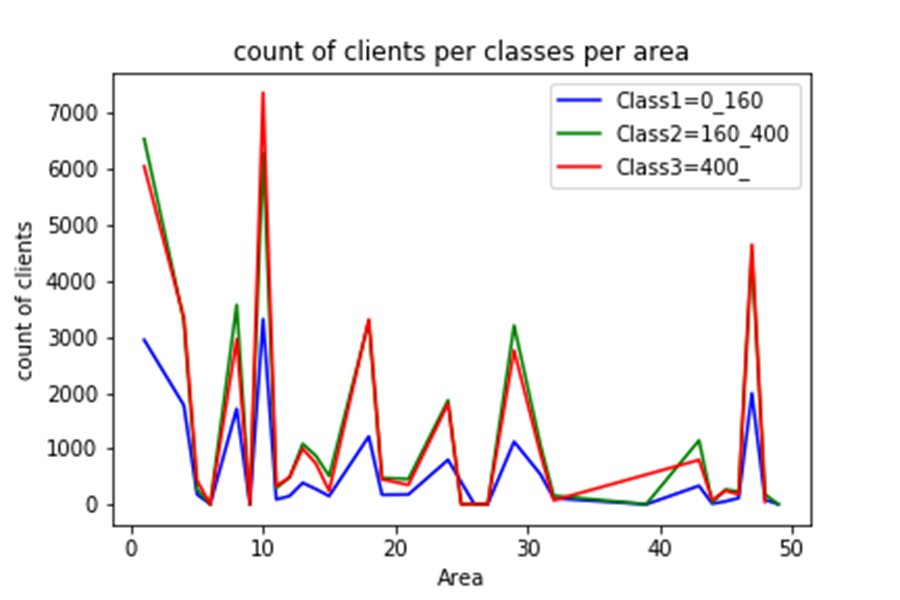 count of clients per classes per area
Class1=0_160
Class2=160_400
Class3=400_
7000
6000
5000
4000
3000
2000
1000
0
count of clients
0 10 20 30 40 50
Area